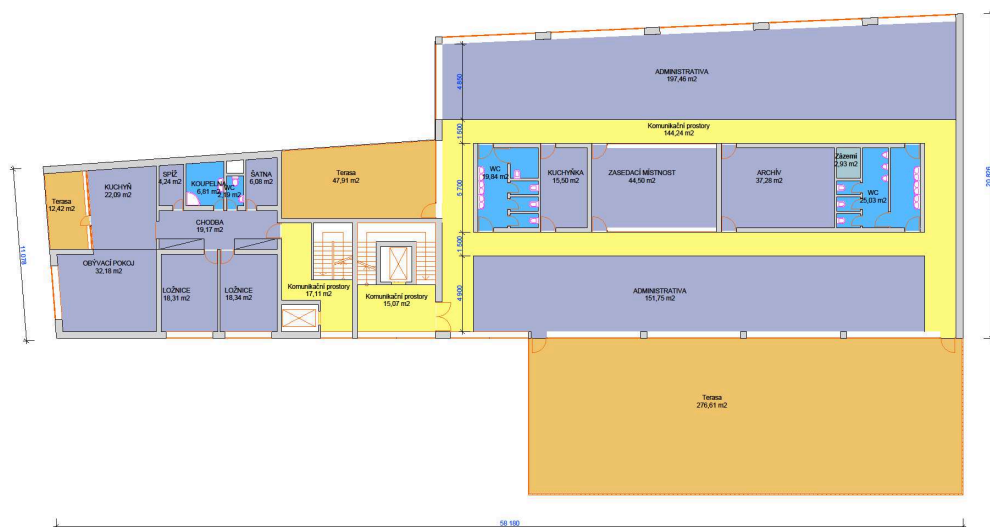 ADMINISTRATIVA
197,46 m2
4.850
1.500
Komunikační prostory
144,24 m2
Terasa
47,91 m2
SPÍŽ
4,24 m2
KOUPELNA
6,81 m2
WC
ŠATNA
6,08 m2
KUCHYŇ
22,09 m2
Terasa
12,42 m2
CHODBA
19,17 m2
OBÝVACÍ POKOJ
32,18 m2
LOŽNICE
18,31 m2
LOŽNICE
18,34 m2
Komunikační prostory
17,11 m2
Komunikační prostory
15,07 m2
5.700
WC
19,84 m2
KUCHYŇKA
15,50 m2
ZASEDACÍ MÍSTNOST
44,50 m2
ARCHÍV
37,28 m2
Zázemí
2,93 m2
WC
25,03 m2
1.500
4.900
ADMINISTRATIVA
151,75 m2
Terasa
276,61 m2
58 180